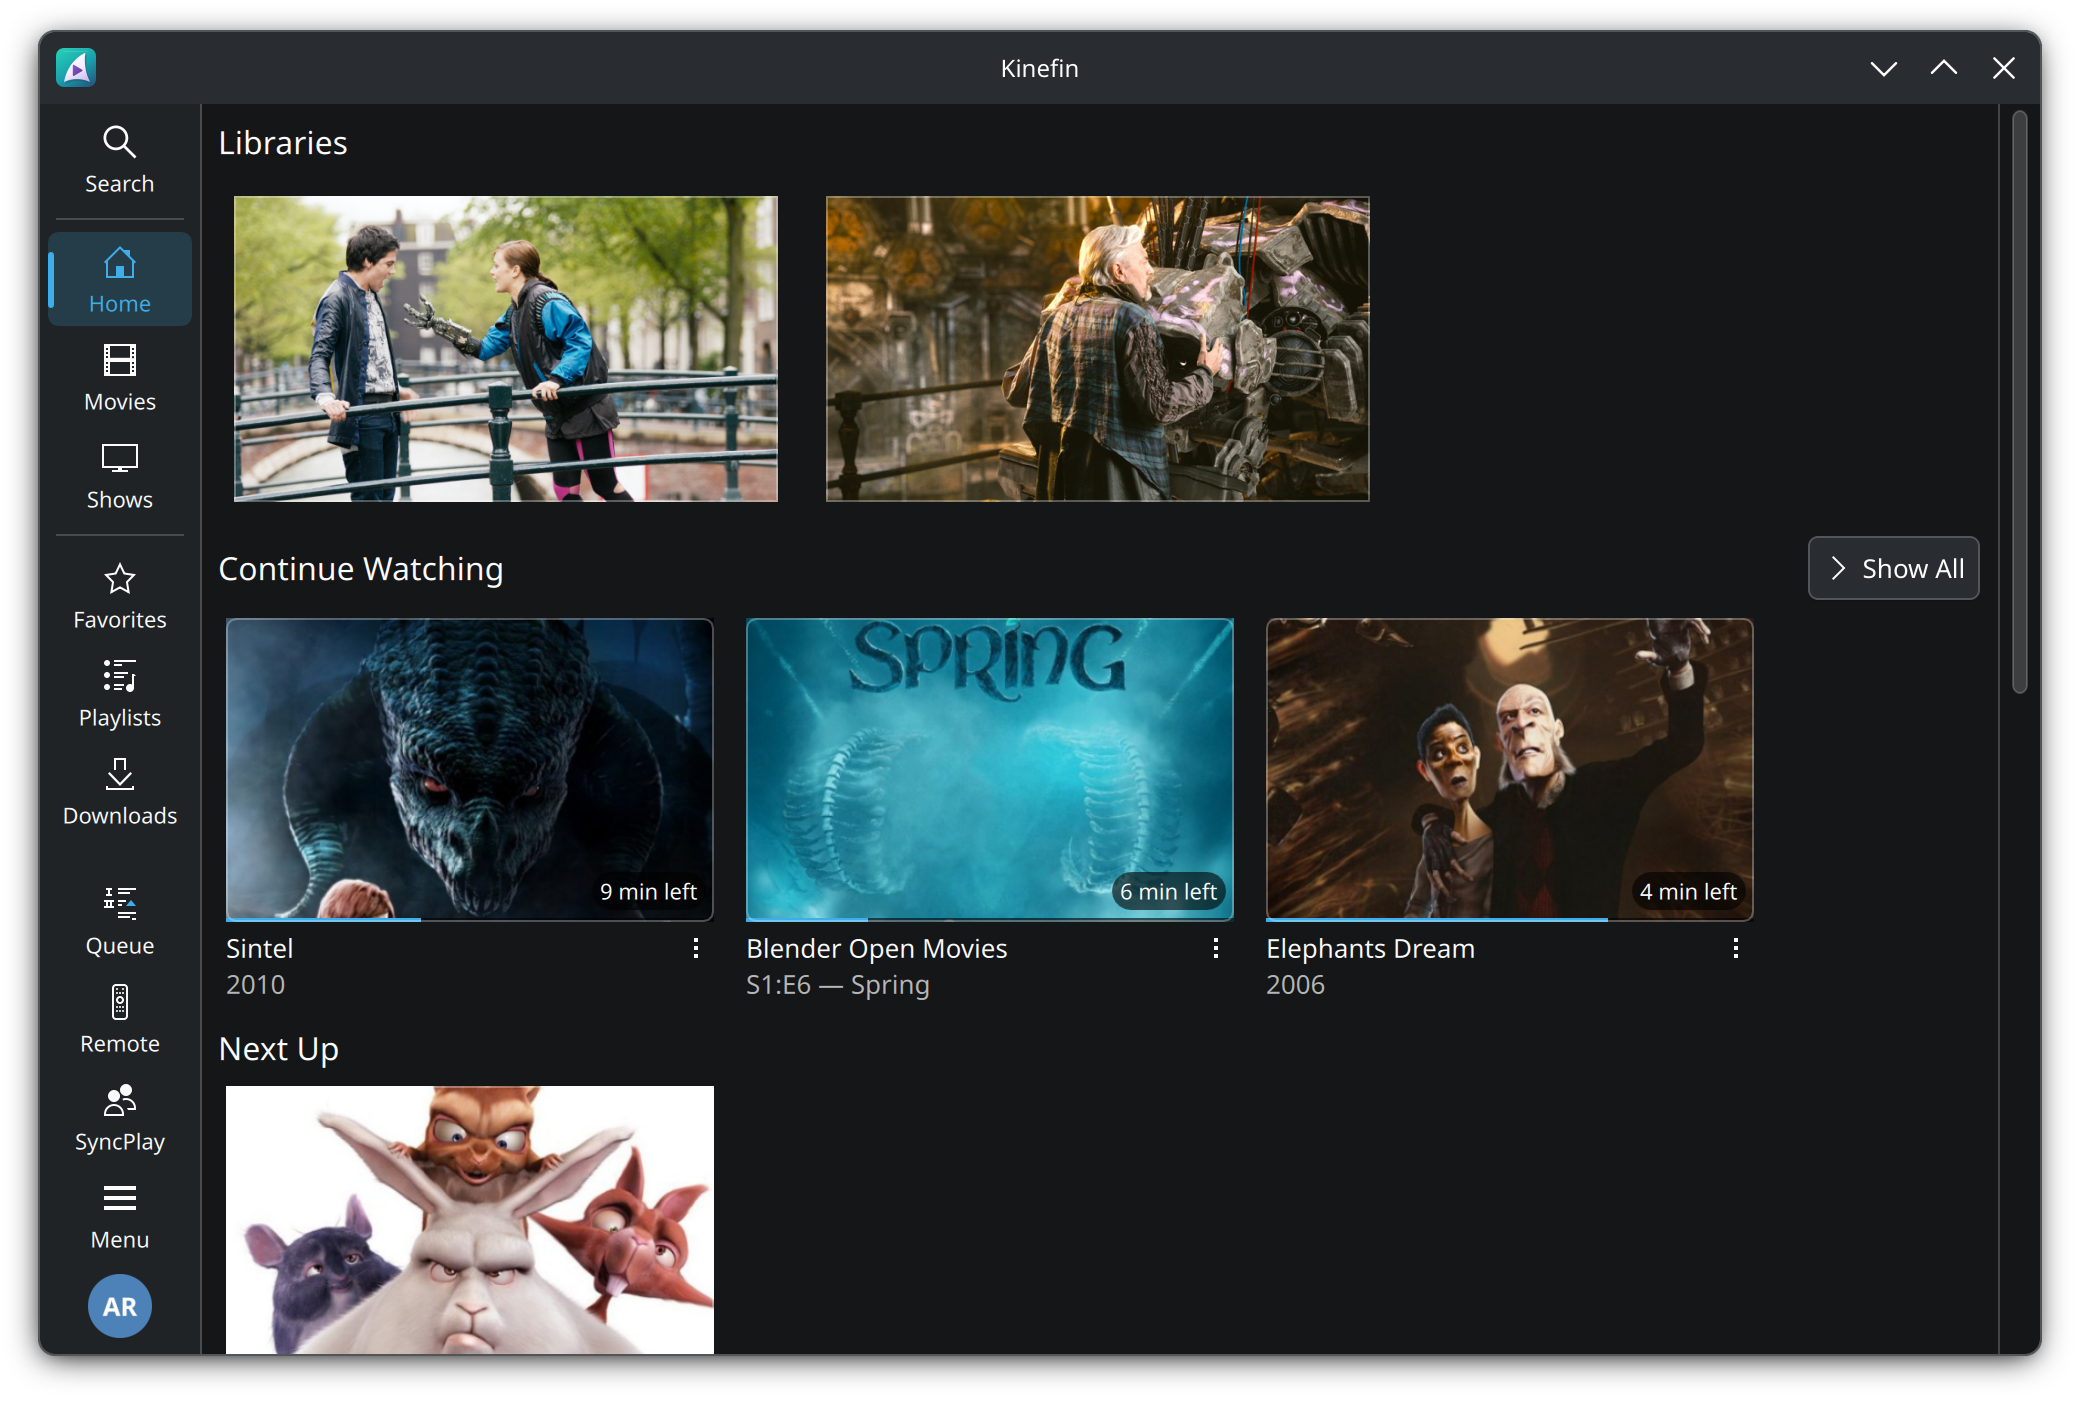 Kinefin
Search
Home
Movies
Shows
Favorites
Playlists
Downloads
Queue
Remote
SyncPlay
Menu
AR
Libraries
Continue Watching
Show All
SPRING
9 min left
6 min left
4 min left
Sintel
2010
Blender Open Movies
S1:E6 — Spring
Elephants Dream
2006
Next Up